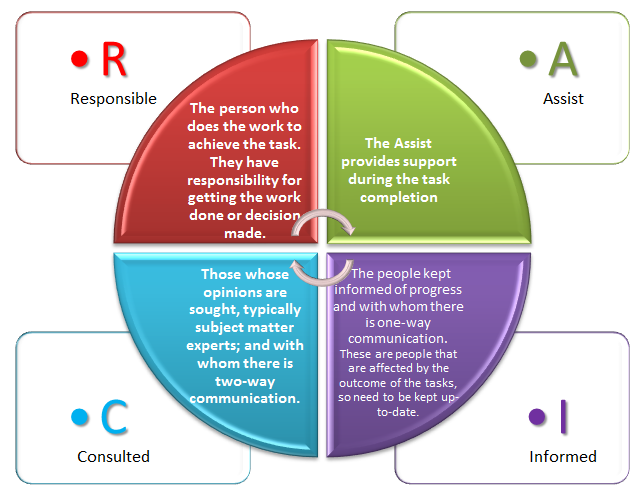 • R
Responsible
The person who
does the work to
achieve the task.
They have
responsibility for
getting the work
done or decision
made.
• A
Assist
The Assist
provides support
during the task
completion
Those whose
opinions are
sought, typically
subject matter
experts; and with
whom there is
two-way
communication.
• C
Consulted
The people kept
informed of progress
and with whom there
is one-way
communication.
These are people that
are affected by the
outcome of the tasks,
so need to be kept up-
to-date.
• I
Informed